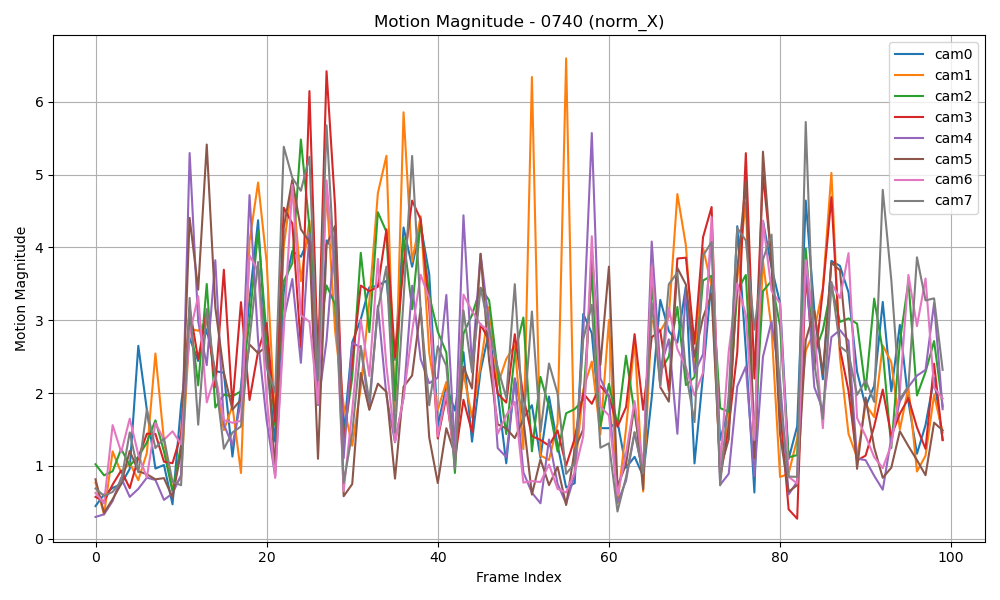 Motion Magnitude - 0740 (norm_X)
Motion Magnitude
6
5
4
3
2
1
0
0 20 40 60 80 100
Frame Index
cam0
cam1
cam2
cam3
cam4
cam5
cam6
cam7